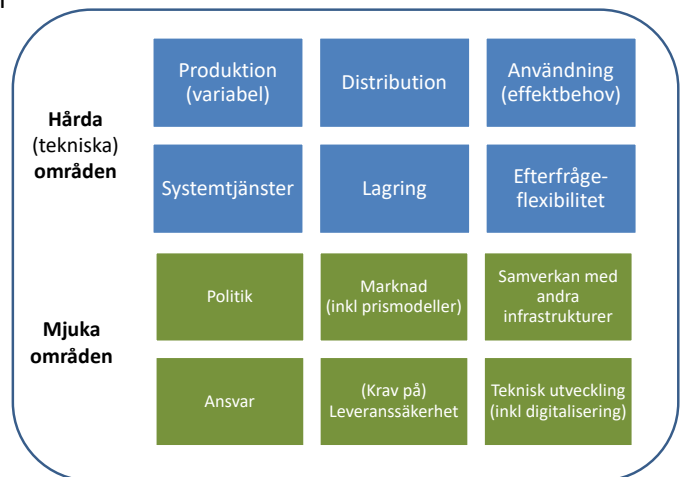 Produktion
(variabel)
Distribution
Användning
(effektbehov)
Hårda
(tekniska)
områden
Systemtjänster
Lagring
Efterfråge-
flexibilitet
Politik
Marknad
(inkl prismodeller)
Samverkan med
andra
infrastrukturer
Mjuka
områden
Ansvar
(Krav på)
Leveranssäkerhet
Teknisk utveckling
(inkl digitalisering)